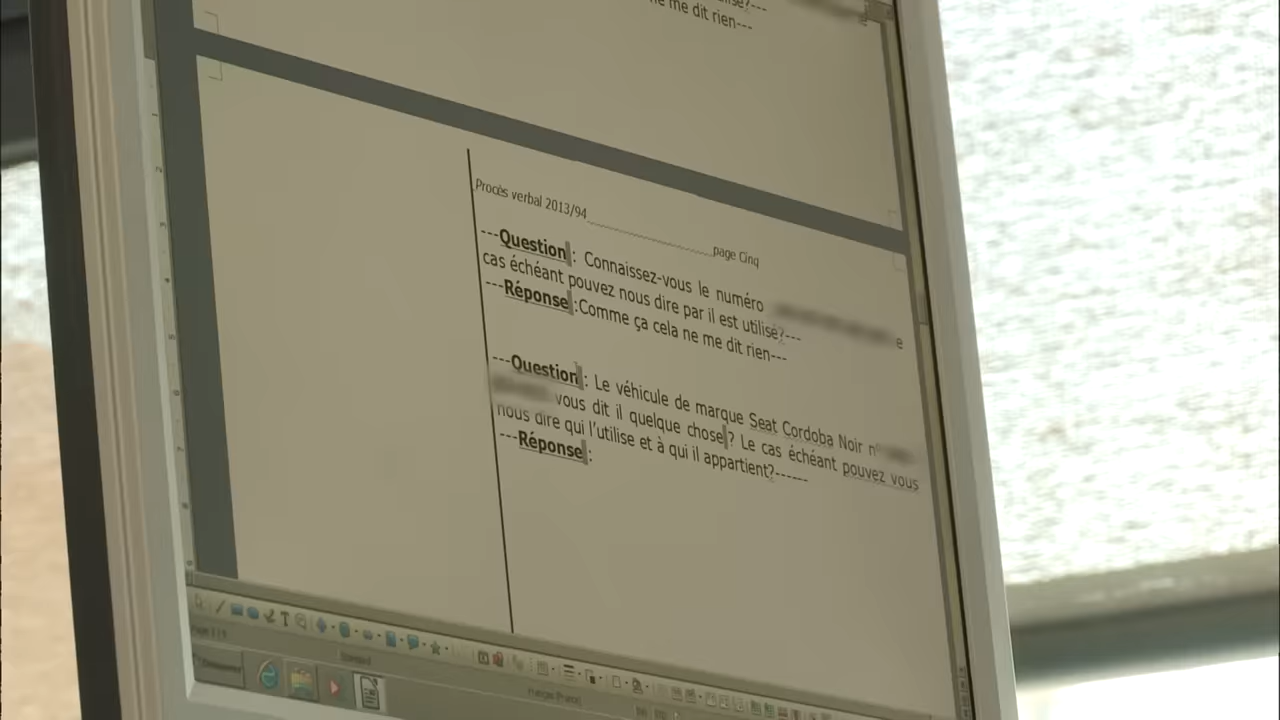 me me dit rien---
Procès verbal 2013/94 page Cinq
---Question : Connaissez-vous le numéro e
cas échéant pouvez nous dire par il est utilisé?---
---Réponse :Comme ça cela ne me dit rien---
---Question : Le véhicule de marque Seat Cordoba Noir n°
vous dit il quelque chose ? Le cas échéant pouvez vous
nous dire qui l'utilise et à qui il appartient?------
---Réponse :